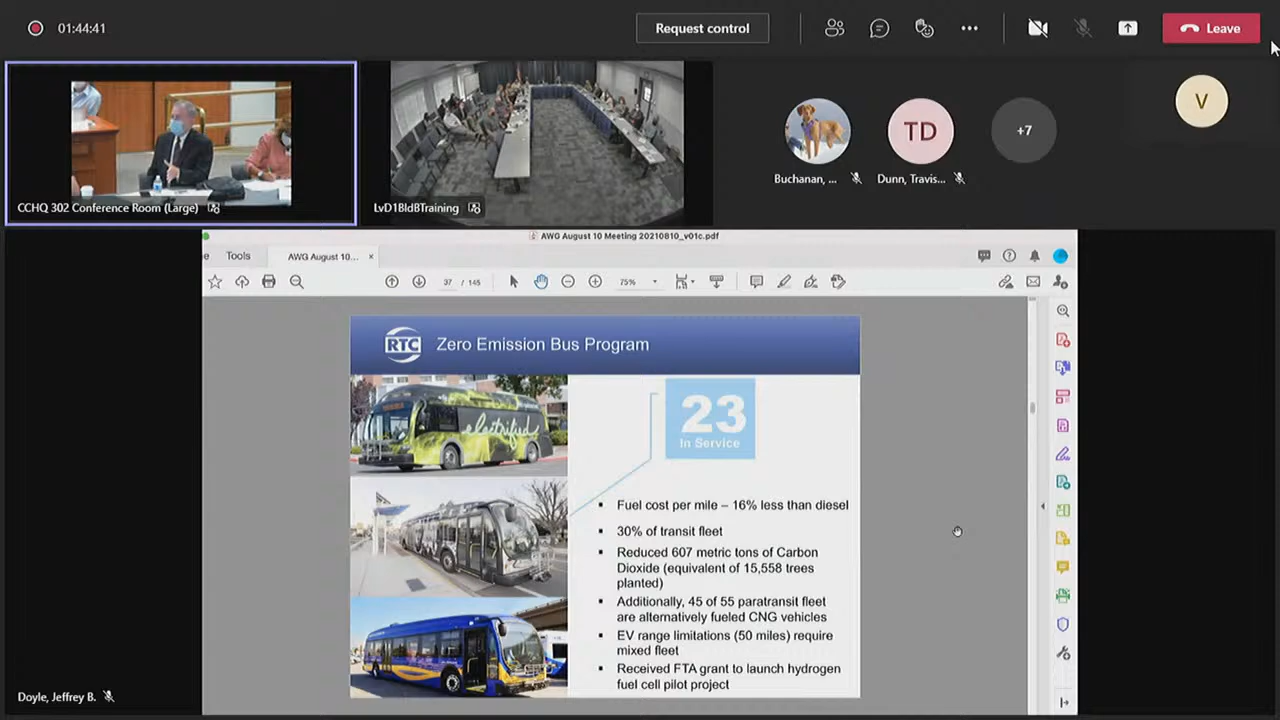 01:44:41
Request control
Leave
CCHQ 302 Conference Room (Large)
LvD1BldBTraining
Buchanan, ...
TD
Dunn, Travis...
+7
V
AWG August 10 Meeting 20210810_v01c.pdf
e
Tools
AWG August 10...
×
37 / 145
75%
RTC
Zero Emission Bus Program
electrified
23
In Service
▪ Fuel cost per mile – 16% less than diesel
▪ 30% of transit fleet
▪ Reduced 607 metric tons of Carbon
Dioxide (equivalent of 15,558 trees
planted)
▪ Additionally, 45 of 55 paratransit fleet
are alternatively fueled CNG vehicles
▪ EV range limitations (50 miles) require
mixed fleet
▪ Received FTA grant to launch hydrogen
fuel cell pilot project
Doyle, Jeffrey B.